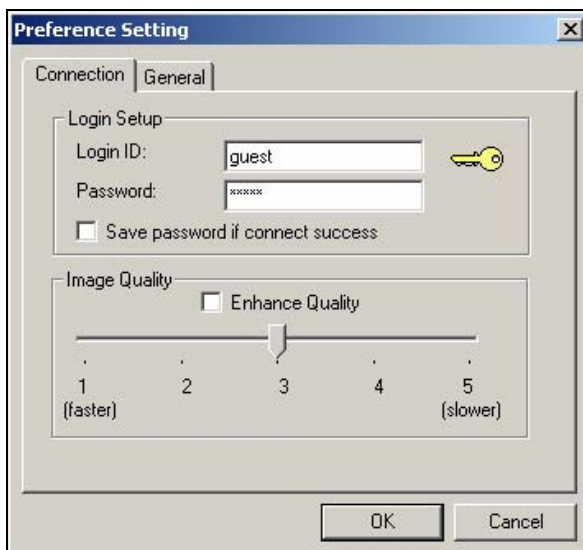 Preference Setting
Connection General
Login Setup
Login ID: guest
Password: *****
Save password if connect success
Image Quality
Enhance Quality
1 2 3 4 5
(faster) (slower)
OK Cancel